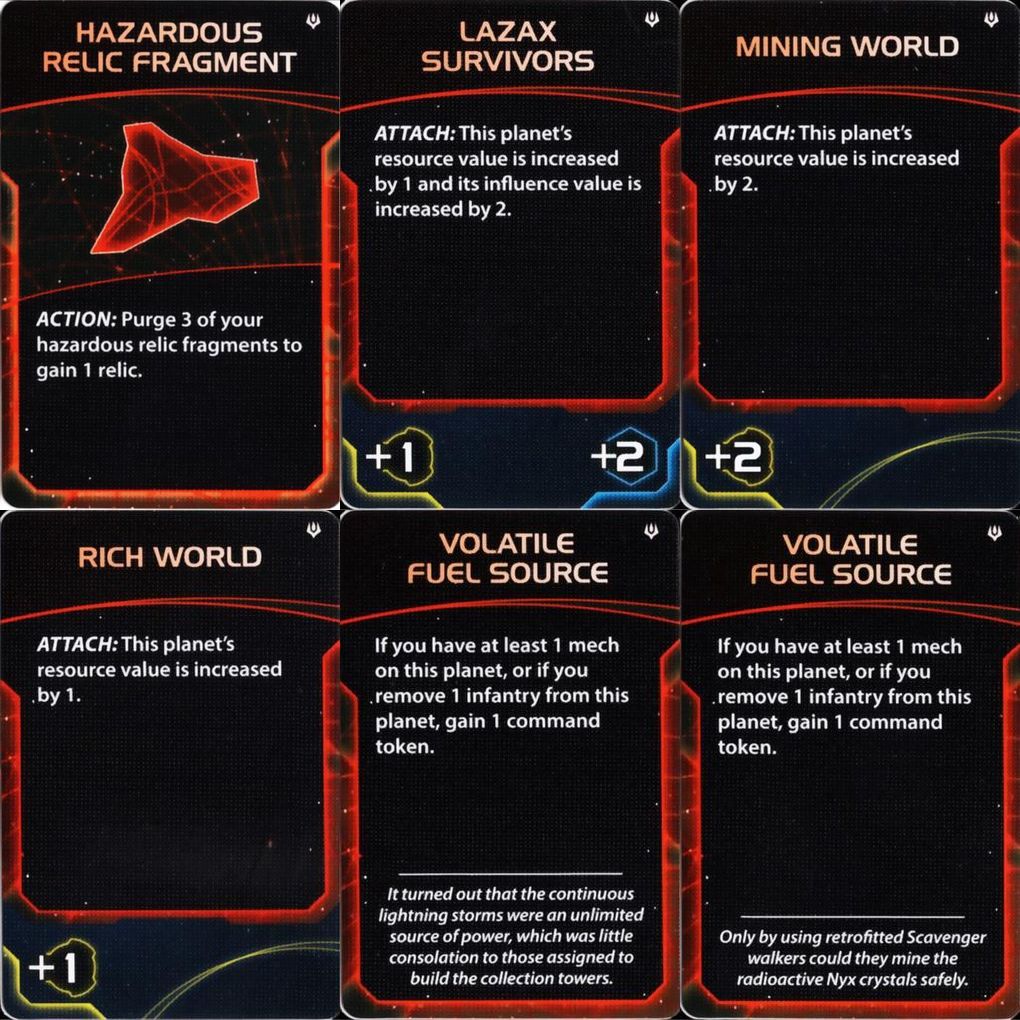 HAZARDOUS
RELIC FRAGMENT
ACTION: Purge 3 of your
hazardous relic fragments to
gain 1 relic.
LAZAX
SURVIVORS
ATTACH: This planet's
resource value is increased
by 1 and its influence value is
increased by 2.
+1
+2
MINING WORLD
ATTACH: This planet's
resource value is increased
by 2.
+2
RICH WORLD
ATTACH: This planet's
resource value is increased
by 1.
+1
VOLATILE
FUEL SOURCE
If you have at least 1 mech
on this planet, or if you
remove 1 infantry from this
planet, gain 1 command
token.
It turned out that the continuous
lightning storms were an unlimited
source of power, which was little
consolation to those assigned to
build the collection towers.
VOLATILE
FUEL SOURCE
If you have at least 1 mech
on this planet, or if you
remove 1 infantry from this
planet, gain 1 command
token.
Only by using retrofitted Scavenger
walkers could they mine the
radioactive Nyx crystals safely.